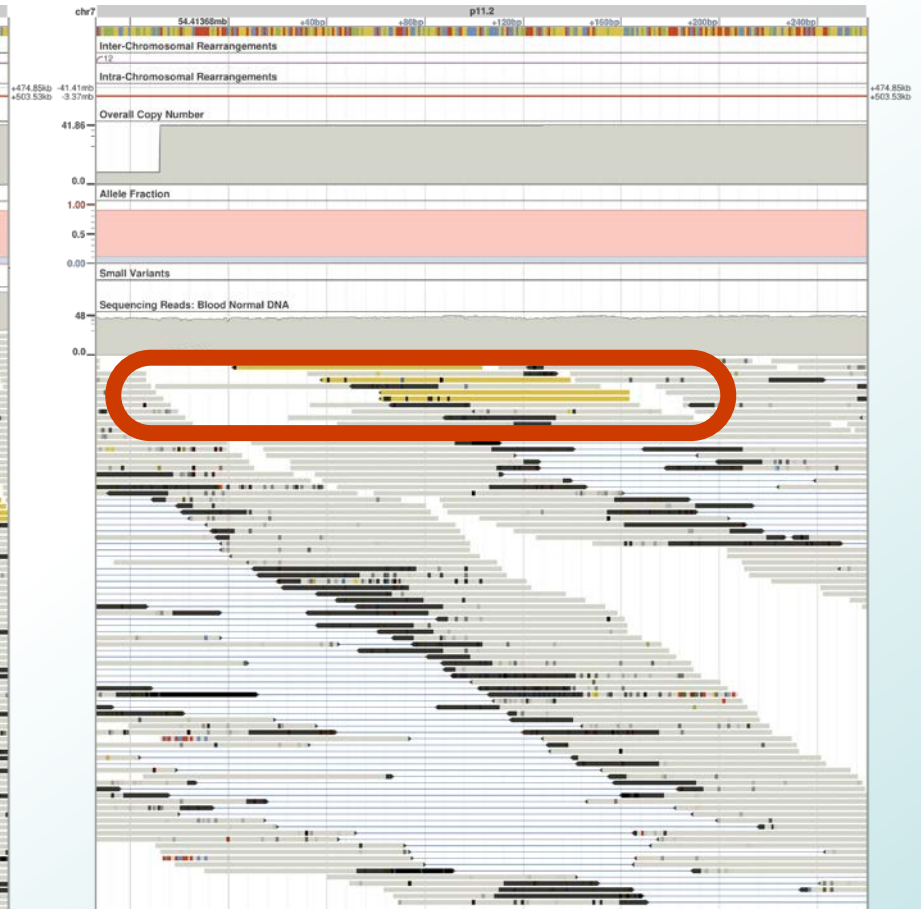 chr7 p11.2
54.41368mb +40bp +80bp +120bp +160bp +200bp +240bp
Inter-Chromosomal Rearrangements
12
Intra-Chromosomal Rearrangements
+474.85kb -41.41mb +474.85kb
+503.53kb -3.37mb +503.53kb
Overall Copy Number
41.86
0.0
Allele Fraction
1.00
0.5
0.00
Small Variants
Sequencing Reads: Blood Normal DNA
48
0.0